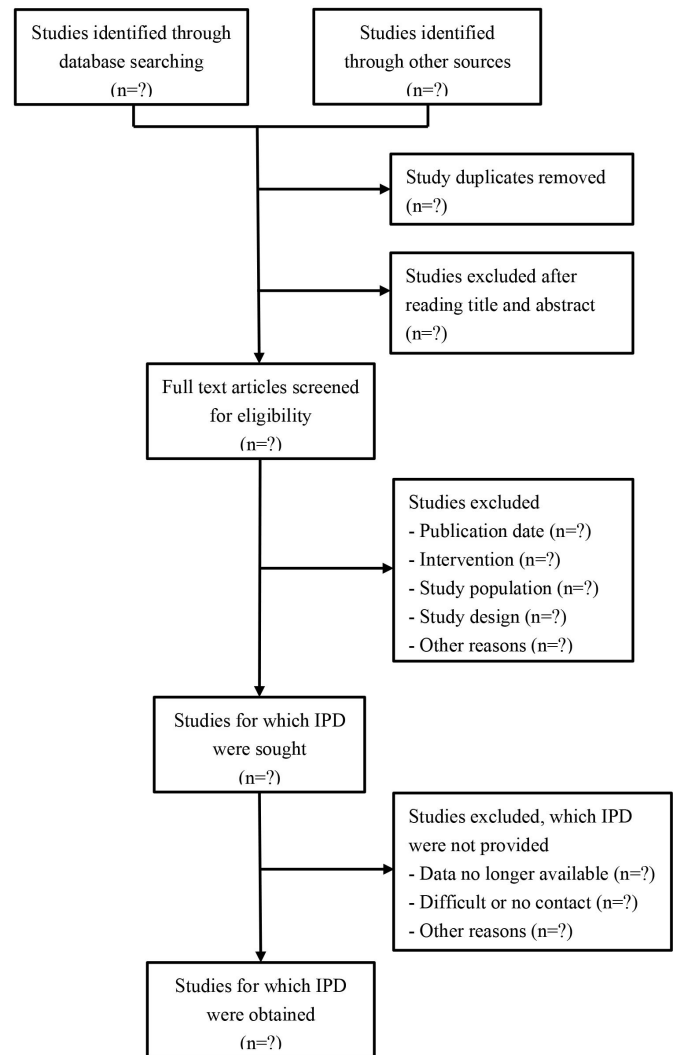 Studies identified through
database searching
(n=?)
Studies identified
through other sources
(n=?)
Study duplicates removed
(n=?)
Studies excluded after
reading title and abstract
(n=?)
Full text articles screened
for eligibility
(n=?)
Studies excluded
- Publication date (n=?)
- Intervention (n=?)
- Study population (n=?)
- Study design (n=?)
- Other reasons (n=?)
Studies for which IPD
were sought
(n=?)
Studies excluded, which IPD
were not provided
- Data no longer available (n=?)
- Difficult or no contact (n=?)
- Other reasons (n=?)
Studies for which IPD
were obtained
(n=?)